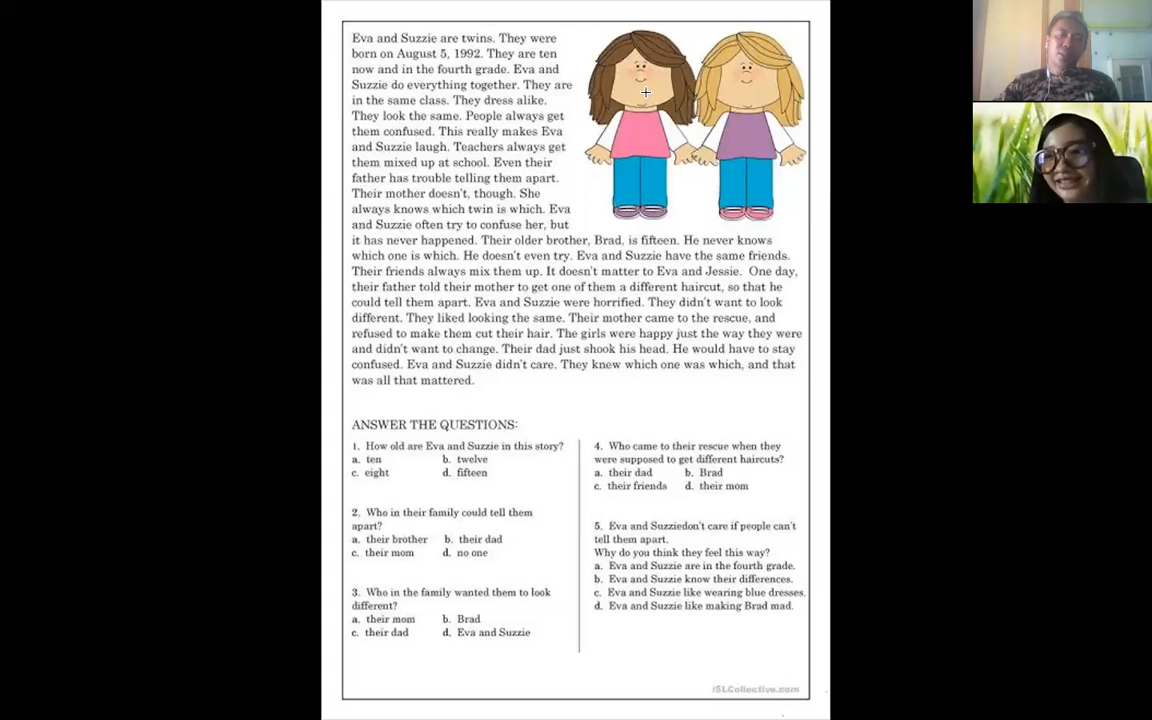 Eva and Suzzie are twins. They were
born on August 5, 1992. They are ten
now and in the fourth grade. Eva and
Suzzie do everything together. They are
in the same class. They dress alike.
They look the same. People always get
them confused. This really makes Eva
and Suzzie laugh. Teachers always get
them mixed up at school. Even their
father has trouble telling them apart.
Their mother doesn't, though. She
always knows which twin is which. Eva
and Suzzie often try to confuse her, but
it has never happened. Their older brother, Brad, is fifteen. He never knows
which one is which. He doesn't even try. Eva and Suzzie have the same friends.
Their friends always mix them up. It doesn't matter to Eva and Jessie. One day,
their father told their mother to get one of them a different haircut, so that he
could tell them apart. Eva and Suzzie were horrified. They didn't want to look
different. They liked looking the same. Their mother came to the rescue, and
refused to make them cut their hair. The girls were happy just the way they were
and didn't want to change. Their dad just shook his head. He would have to stay
confused. Eva and Suzzie didn't care. They knew which one was which, and that
was all that mattered.
ANSWER THE QUESTIONS:
1. How old are Eva and Suzzie in this story?
a. ten b. twelve
c. eight d. fifteen
2. Who in their family could tell them
apart?
a. their brother b. their dad
c. their mom d. no one
3. Who in the family wanted them to look
different?
a. their mom b. Brad
c. their dad d. Eva and Suzzie
4. Who came to their rescue when they
were supposed to get different haircuts?
a. their dad b. Brad
c. their friends d. their mom
5. Eva and Suzziedon't care if people can't
tell them apart.
Why do you think they feel this way?
a. Eva and Suzzie are in the fourth grade.
b. Eva and Suzzie know their differences.
c. Eva and Suzzie like wearing blue dresses.
d. Eva and Suzzie like making Brad mad.
iSLCollective.com